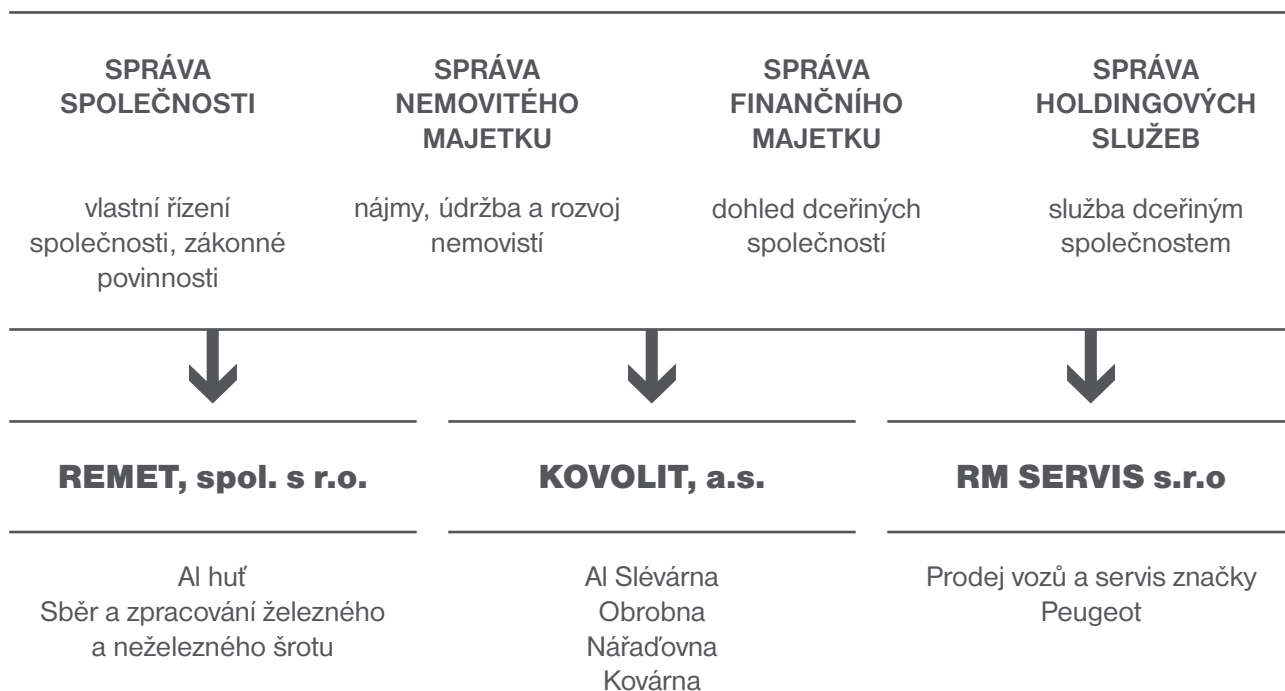 SPRÁVA
SPOLEČNOSTI
vlastní řízení
společnosti, zákonné
povinnosti
SPRÁVA
NEMOVITÉHO
MAJETKU
nájmy, údržba a rozvoj
nemovistí
SPRÁVA
FINANČNÍHO
MAJETKU
dohled dceřiných
společností
SPRÁVA
HOLDINGOVÝCH
SLUŽEB
služba dceřiným
společnostem
REMET, spol. s r.o.
Al huť
Sběr a zpracování železného
a neželezného šrotu
KOVOLIT, a.s.
Al Slévárna
Obrobna
Nářaďovna
Kovárna
RM SERVIS s.r.o
Prodej vozů a servis značky
Peugeot